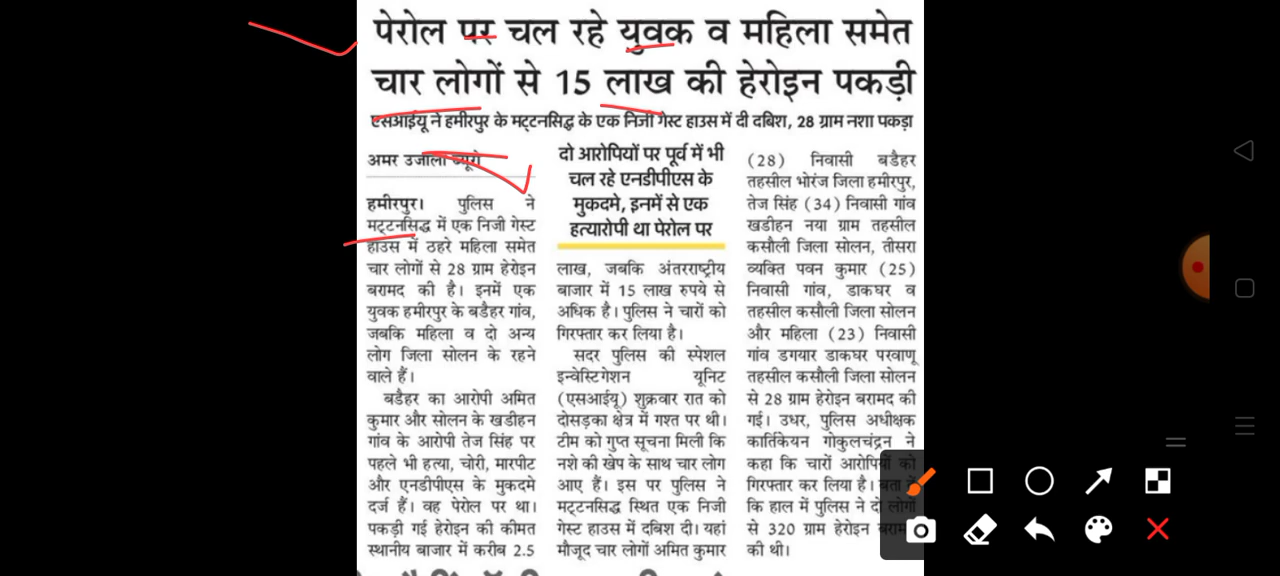 पेरोल पर चल रहे युवक व महिला समेत
चार लोगों से 15 लाख की हेरोइन पकड़ी
एसआईयू ने हमीरपुर के मट्टनसिद्ध के एक निजी गेस्ट हाउस में दी दबिश, 28 ग्राम नशा पकड़ा
अमर उजाला ब्यूरो
हमीरपुर। पुलिस ने
मट्टनसिद्ध में एक निजी गेस्ट
हाउस में ठहरे महिला समेत
चार लोगों से 28 ग्राम हेरोइन
बरामद की है। इनमें एक
युवक हमीरपुर के बडैहर गांव,
जबकि महिला व दो अन्य
लोग जिला सोलन के रहने
वाले हैं।
बडैहर का आरोपी अमित
कुमार और सोलन के खडीहन
गांव के आरोपी तेज सिंह पर
पहले भी हत्या, चोरी, मारपीट
और एनडीपीएस के मुकदमे
दर्ज हैं। वह पेरोल पर था।
पकड़ी गई हेरोइन की कीमत
स्थानीय बाजार में करीब 2.5
दो आरोपियों पर पूर्व में भी
चल रहे एनडीपीएस के
मुकदमे, इनमें से एक
हत्यारोपी था पेरोल पर
लाख, जबकि अंतरराष्ट्रीय
बाजार में 15 लाख रुपये से
अधिक है। पुलिस ने चारों को
गिरफ्तार कर लिया है।
सदर पुलिस की स्पेशल
इन्वेस्टिगेशन यूनिट
(एसआईयू) शुक्रवार रात को
दोसड़का क्षेत्र में गश्त पर थी।
टीम को गुप्त सूचना मिली कि
नशे की खेप के साथ चार लोग
आए हैं। इस पर पुलिस ने
मट्टनसिद्ध स्थित एक निजी
गेस्ट हाउस में दबिश दी। यहां
मौजूद चार लोगों अमित कुमार
(28) निवासी बडैहर
तहसील भोरंज जिला हमीरपुर,
तेज सिंह (34) निवासी गांव
खडीहन नया ग्राम तहसील
कसौली जिला सोलन, तीसरा
व्यक्ति पवन कुमार (25)
निवासी गांव, डाकघर व
तहसील कसौली जिला सोलन
और महिला (23) निवासी
गांव डगयार डाकघर परवाणू
तहसील कसौली जिला सोलन
से 28 ग्राम हेरोइन बरामद की
गई। उधर, पुलिस अधीक्षक
कार्तिकेयन गोकुलचंद्रन ने
कहा कि चारों आरोपियों को
गिरफ्तार कर लिया है। बता दें
कि हाल में पुलिस ने दो लोगों
से 320 ग्राम हेरोइन बरामद
की थी।